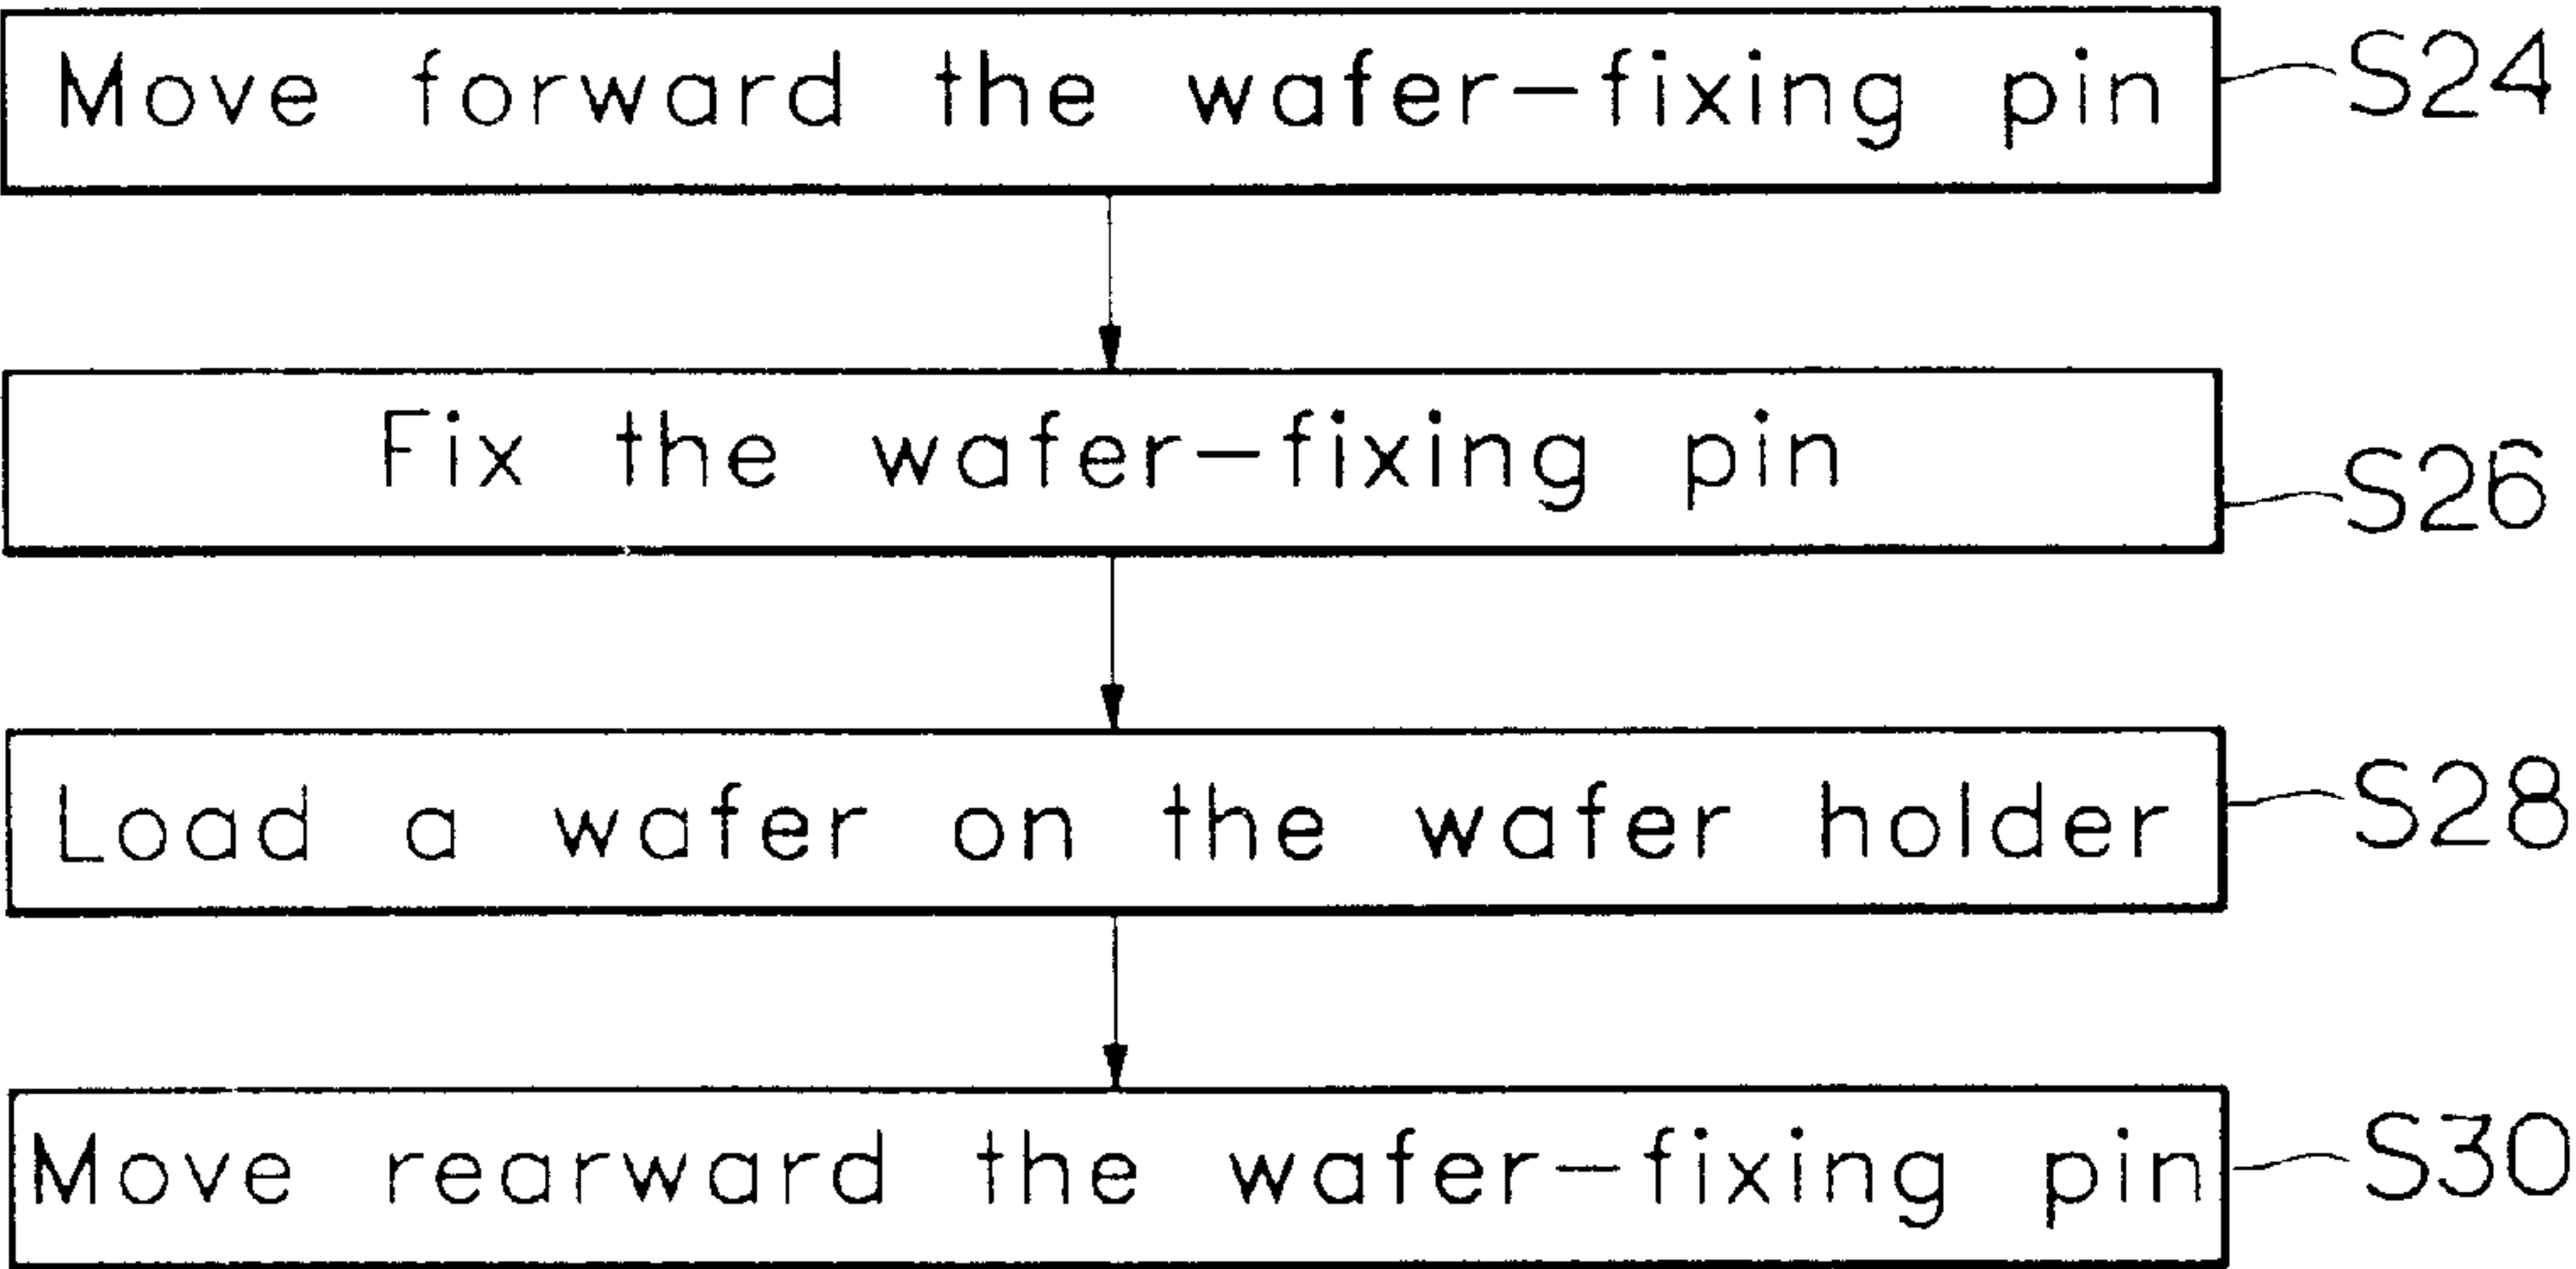 Move forward the wafer-fixing pin S24
Fix the wafer-fixing pin S26
Load a wafer on the wafer holder S28
Move rearward the wafer-fixing pin S30